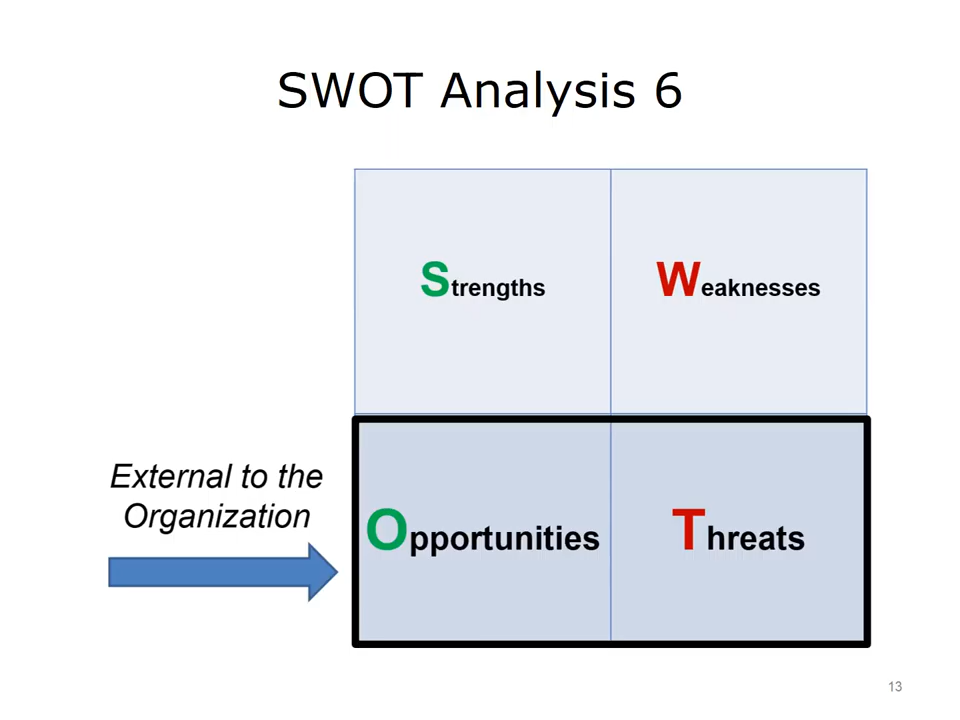 SWOT Analysis 6
Strengths
Weaknesses
External to the
Organization
Opportunities
Threats
13